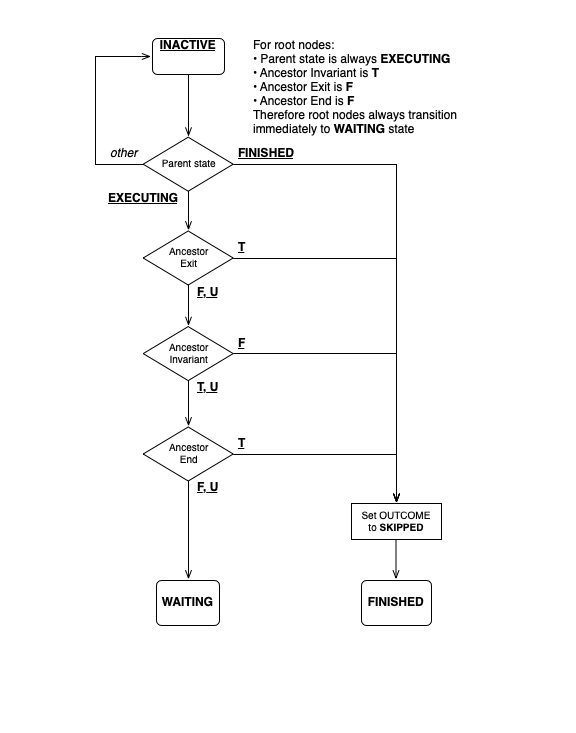 INACTIVE
For root nodes:
• Parent state is always EXECUTING
• Ancestor Invariant is T
• Ancestor Exit is F
• Ancestor End is F
Therefore root nodes always transition
immediately to WAITING state
other
Parent state
FINISHED
EXECUTING
Ancestor
Exit
T
F, U
Ancestor
Invariant
F
T, U
Ancestor
End
T
F, U
Set OUTCOME
to SKIPPED
WAITING
FINISHED